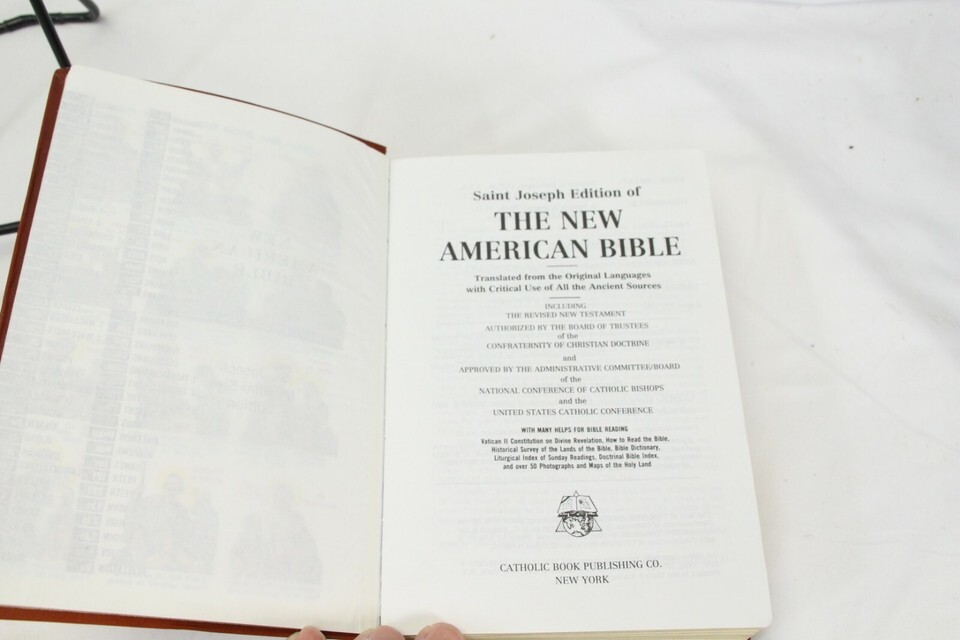 Saint Joseph Edition of
THE NEW
AMERICAN BIBLE
Translated from the Original Languages
with Critical Use of All the Ancient Sources
INCLUDING
THE REVISED NEW TESTAMENT
AUTHORIZED BY THE BOARD OF TRUSTEES
of the
CONFRATERNITY OF CHRISTIAN DOCTRINE
and
APPROVED BY THE ADMINISTRATIVE COMMITTEE/BOARD
of the
NATIONAL CONFERENCE OF CATHOLIC BISHOPS
and the
UNITED STATES CATHOLIC CONFERENCE
WITH MANY HELPS FOR BIBLE READING
Vatican II Constitution on Divine Revelation, How to Read the Bible,
Historical Survey of the Lands of the Bible, Bible Dictionary,
Liturgical Index of Sunday Readings, Doctrinal Bible Index,
and over 50 Photographs and Maps of the Holy Land
CATHOLIC BOOK PUBLISHING CO.
NEW YORK